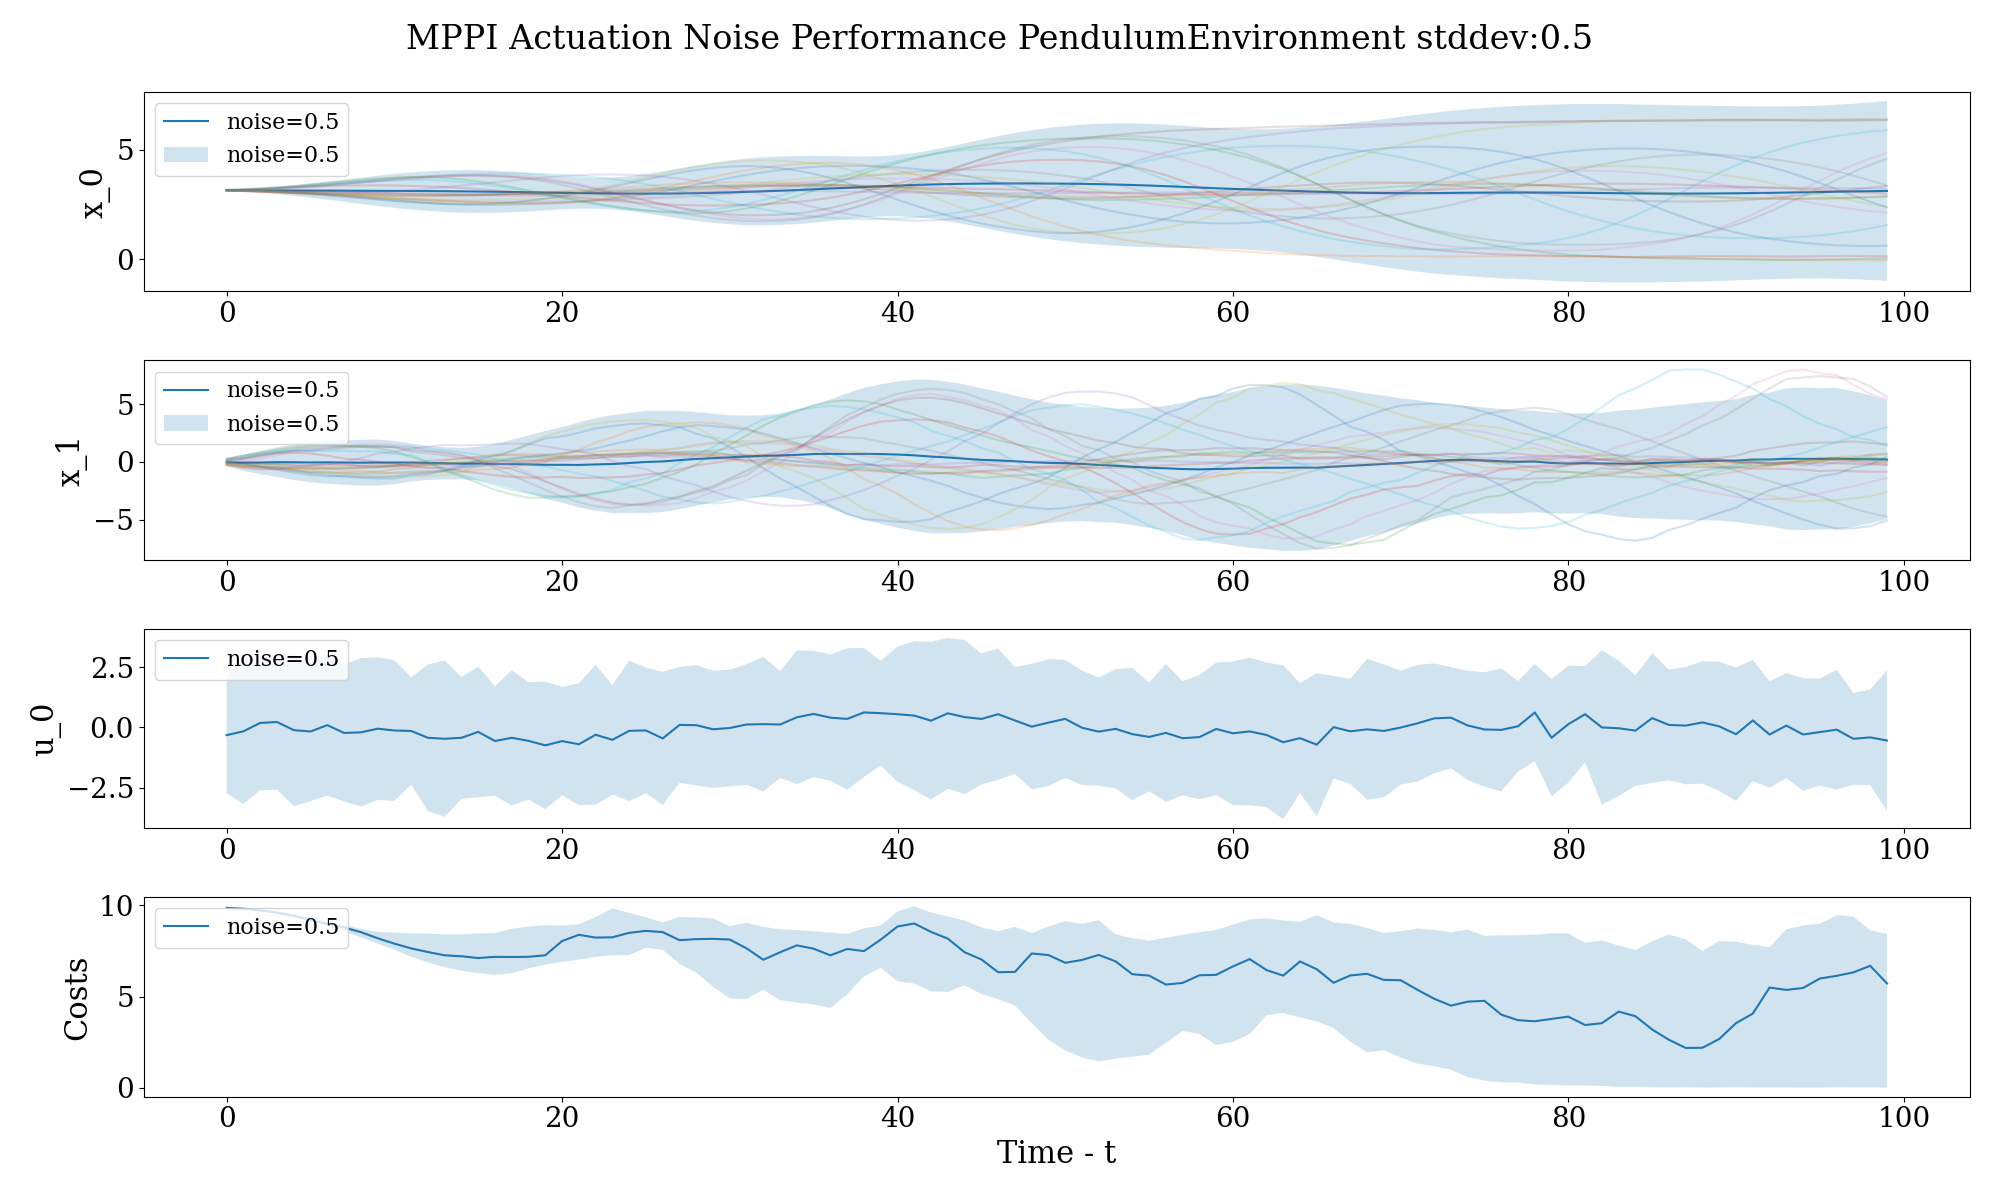 MPPI Actuation Noise Performance PendulumEnvironment stddev:0.5
noise=0.5
noise=0.5
x_0
5
0
0 20 40 60 80 100
noise=0.5
noise=0.5
x_1
5
0
−5
0 20 40 60 80 100
noise=0.5
u_0
2.5
0.0
−2.5
0 20 40 60 80 100
noise=0.5
Costs
10
5
0
0 20 40 60 80 100
Time - t